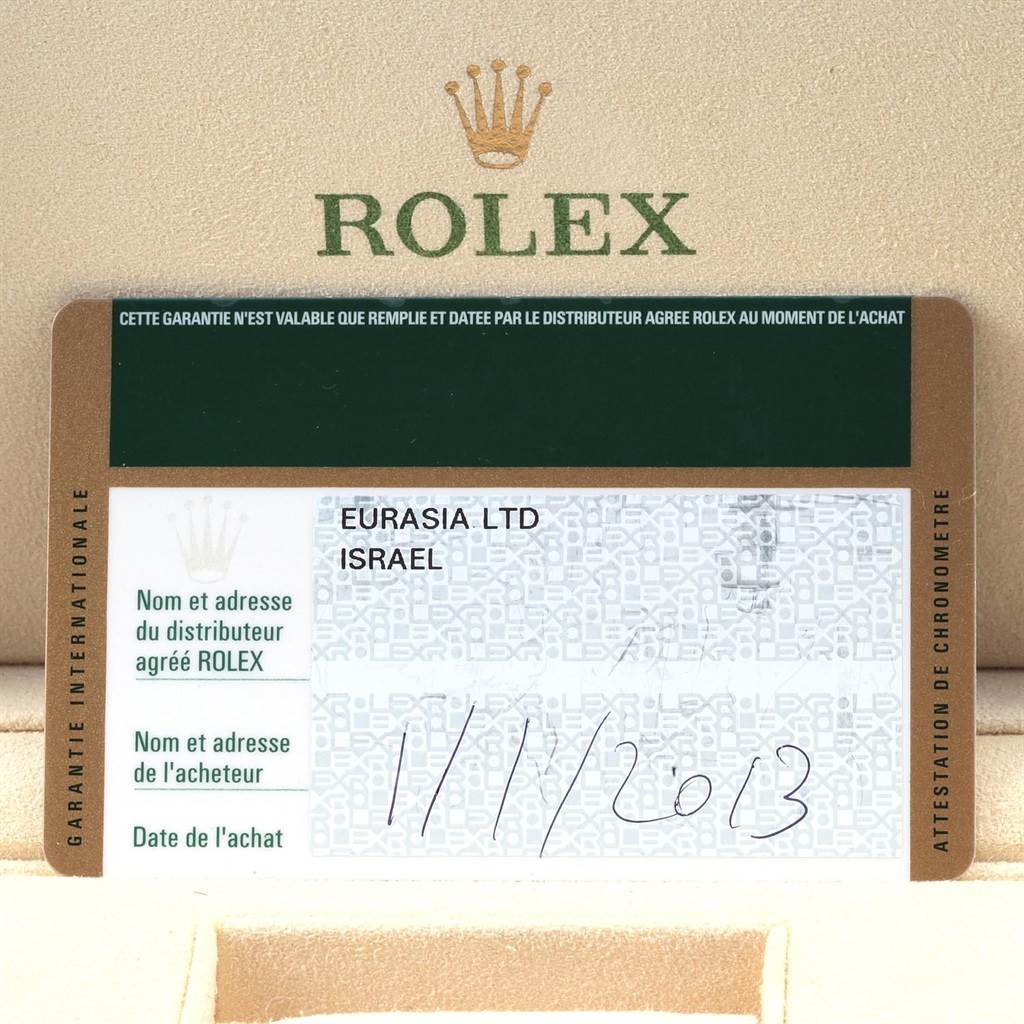 ROLEX
CETTE GARANTIE N'EST VALABLE QUE REMPLIE ET DATEE PAR LE DISTRIBUTEUR AGREE ROLEX AU MOMENT DE L'ACHAT
GARANTIE INTERNATIONALE
EURASIA LTD
ISRAEL
Nom et adresse
du distributeur
agréé ROLEX
Nom et adresse
de l'acheteur
Date de l'achat
1/1/2013
ATTESTATION DE CHRONOMETRE